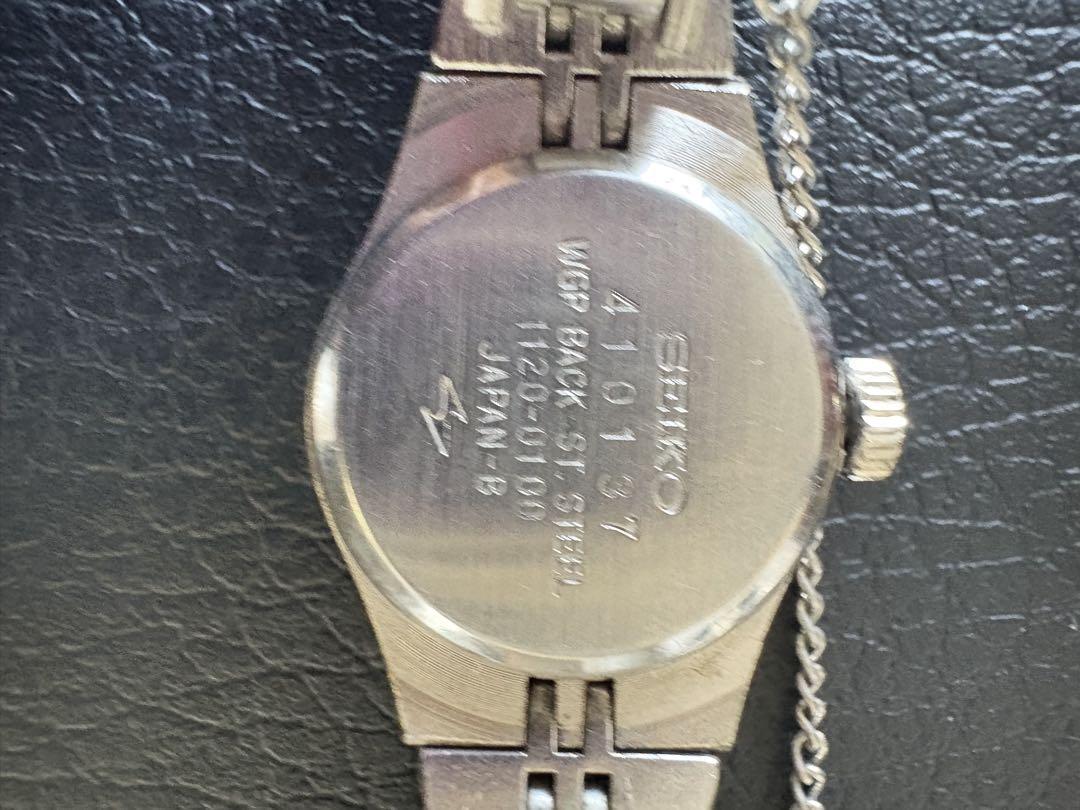 SEIKO
410137
WGP BACK-ST. STEEL
1120-0100
JAPAN-B